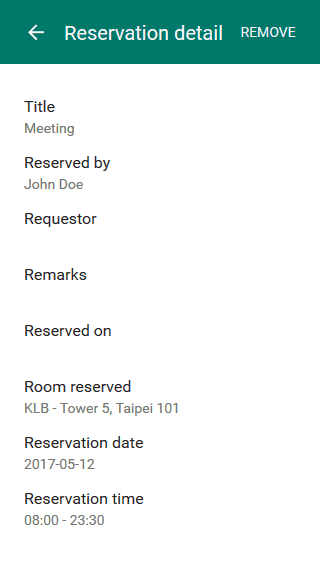 Reservation detail REMOVE
Title
Meeting
Reserved by
John Doe
Requestor
Remarks
Reserved on
Room reserved
KLB - Tower 5, Taipei 101
Reservation date
2017-05-12
Reservation time
08:00 - 23:30